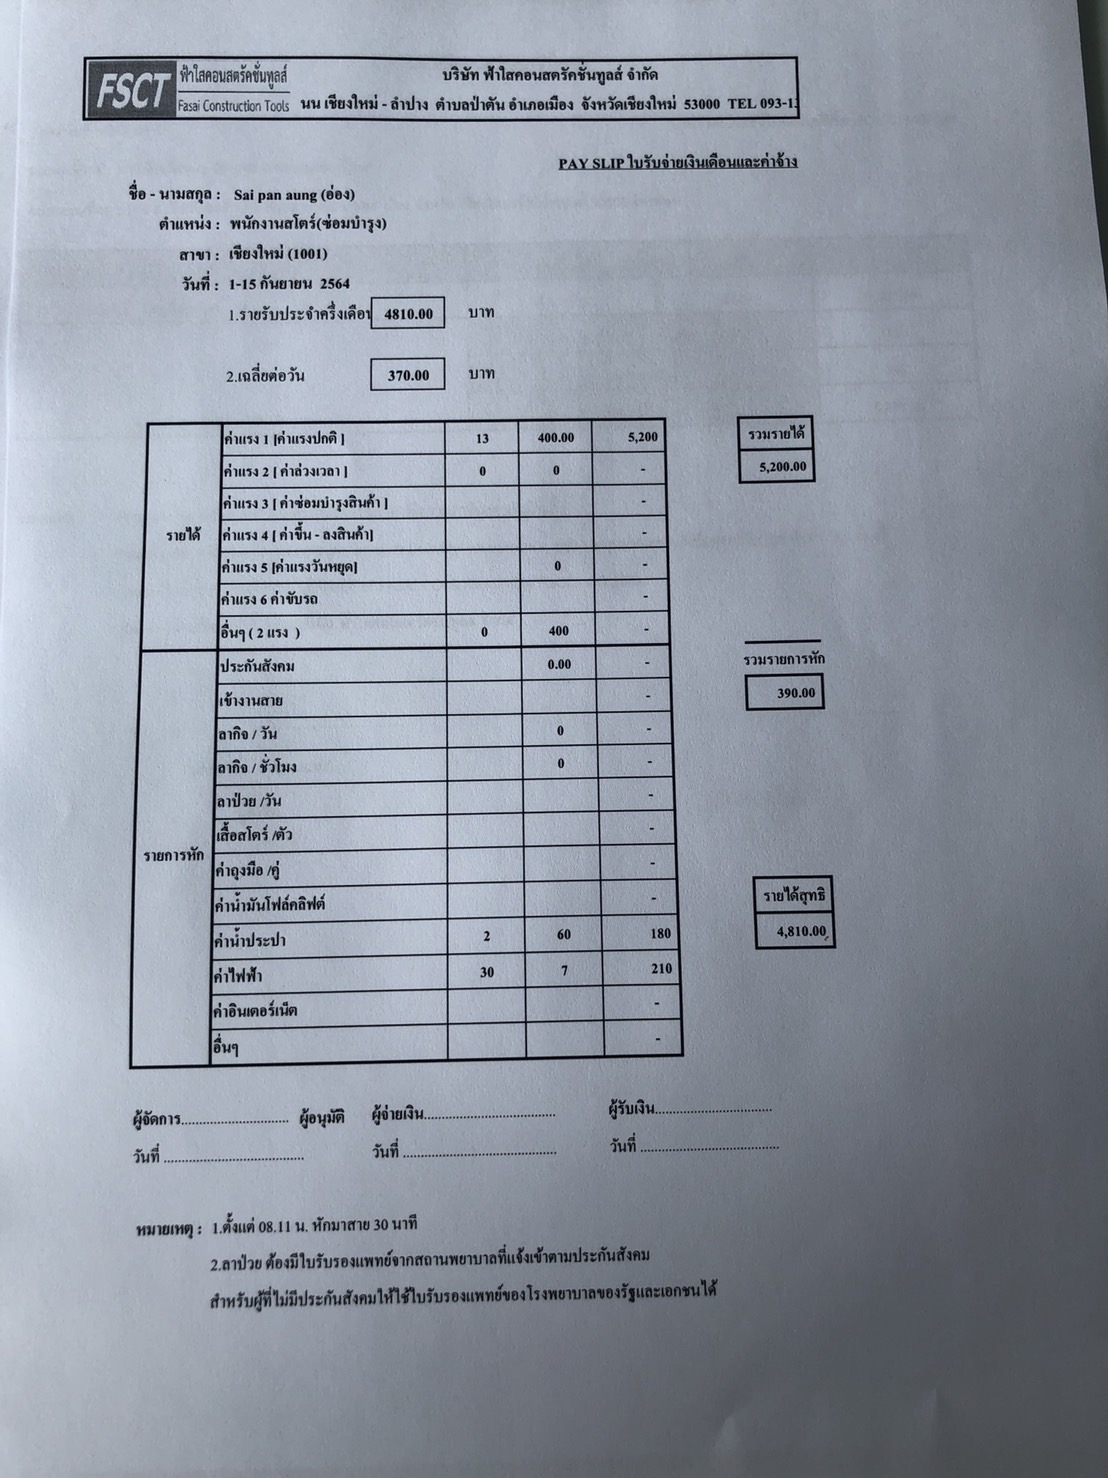 FSCT ฟ้าใสคอนสตรัคชั่นทูลส์ บริษัท ฟ้าใสคอนสตรัคชั่นทูลส์ จำกัด
Fasai Construction Tools นน เชียงใหม่ - ลำปาง ตำบลป่าตัน อำเภอเมือง จังหวัดเชียงใหม่ 53000 TEL 093-13
PAY SLIP ใบรับจ่ายเงินเดือนและค่าจ้าง
ชื่อ - นามสกุล : Sai pan aung (อ่อง)
ตำแหน่ง : พนักงานสโตร์(ซ่อมบำรุง)
สาขา : เชียงใหม่ (1001)
วันที่ : 1-15 กันยายน 2564
1.รายรับประจำครึ่งเดือน 4810.00 บาท
2.เฉลี่ยต่อวัน 370.00 บาท
ค่าแรง 1 [ค่าแรงปกติ ] 13 400.00 5,200 รวมรายได้
ค่าแรง 2 [ ค่าล่วงเวลา ] 0 0 - 5,200.00
ค่าแรง 3 [ ค่าซ่อมบำรุงสินค้า ] -
รายได้ ค่าแรง 4 [ ค่าขึ้น - ลงสินค้า] -
ค่าแรง 5 [ค่าแรงวันหยุด] 0 -
ค่าแรง 6 ค่าขับรถ -
อื่นๆ ( 2 แรง ) 0 400 -
ประกันสังคม 0.00 - รวมรายการหัก
เข้างานสาย - 390.00
ลากิจ / วัน 0 -
ลากิจ / ชั่วโมง 0 -
ลาป่วย /วัน -
เสื้อสโตร์ /ตัว -
รายการหัก ค่าถุงมือ /คู่ -
ค่าน้ำมันโฟล์คลิฟต์ - รายได้สุทธิ
ค่าน้ำประปา 2 60 180 4,810.00
ค่าไฟฟ้า 30 7 210
ค่าอินเตอร์เน็ต -
อื่นๆ -
ผู้จัดการ.............................. ผู้อนุมัติ ผู้จ่ายเงิน.................................... ผู้รับเงิน................................
วันที่ ...................................... วันที่ .......................................... วันที่ ......................................
หมายเหตุ : 1.ตั้งแต่ 08.11 น. หักมาสาย 30 นาที
2.ลาป่วย ต้องมีใบรับรองแพทย์จากสถานพยาบาลที่แจ้งเข้าตามประกันสังคม
สำหรับผู้ที่ไม่มีประกันสังคมให้ใช้ใบรับรองแพทย์ของโรงพยาบาลของรัฐและเอกชนได้